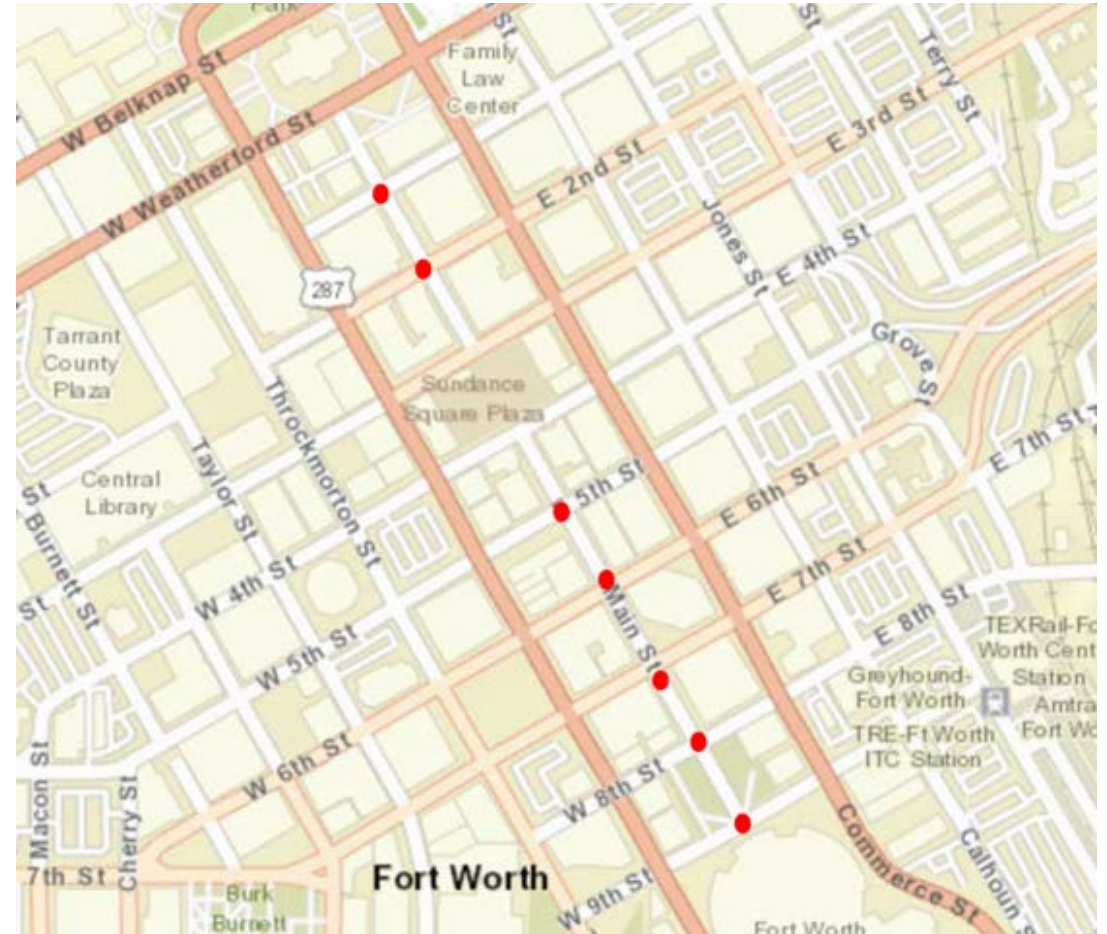 Park
St
St
Terry St
Family
Law
Center
W Belknap St
W Weatherford St
E 2nd St
E 3rd St
Jones St
E 4th St
287
Tarrant
County
Plaza
Grove St
Sundance
Square Plaza
Throckmorton St
Taylor St
5th St
E 6th St
E 7th St
Central
Library
St
Burnett St
W 4th St
St
W 5th St
Main St
E 7th St
E 8th St
TEXRail-Fo
Worth Cent
Station
Amtra
Fort Wo
Greyhound-
Fort Worth
TRE-Ft Worth
ITC Station
W 6th St
W 8th St
Macon St
Cherry St
7th St
Fort Worth
Burk
Burnett
W 9th St
Commerce St
Calhoun S
Fort Worth